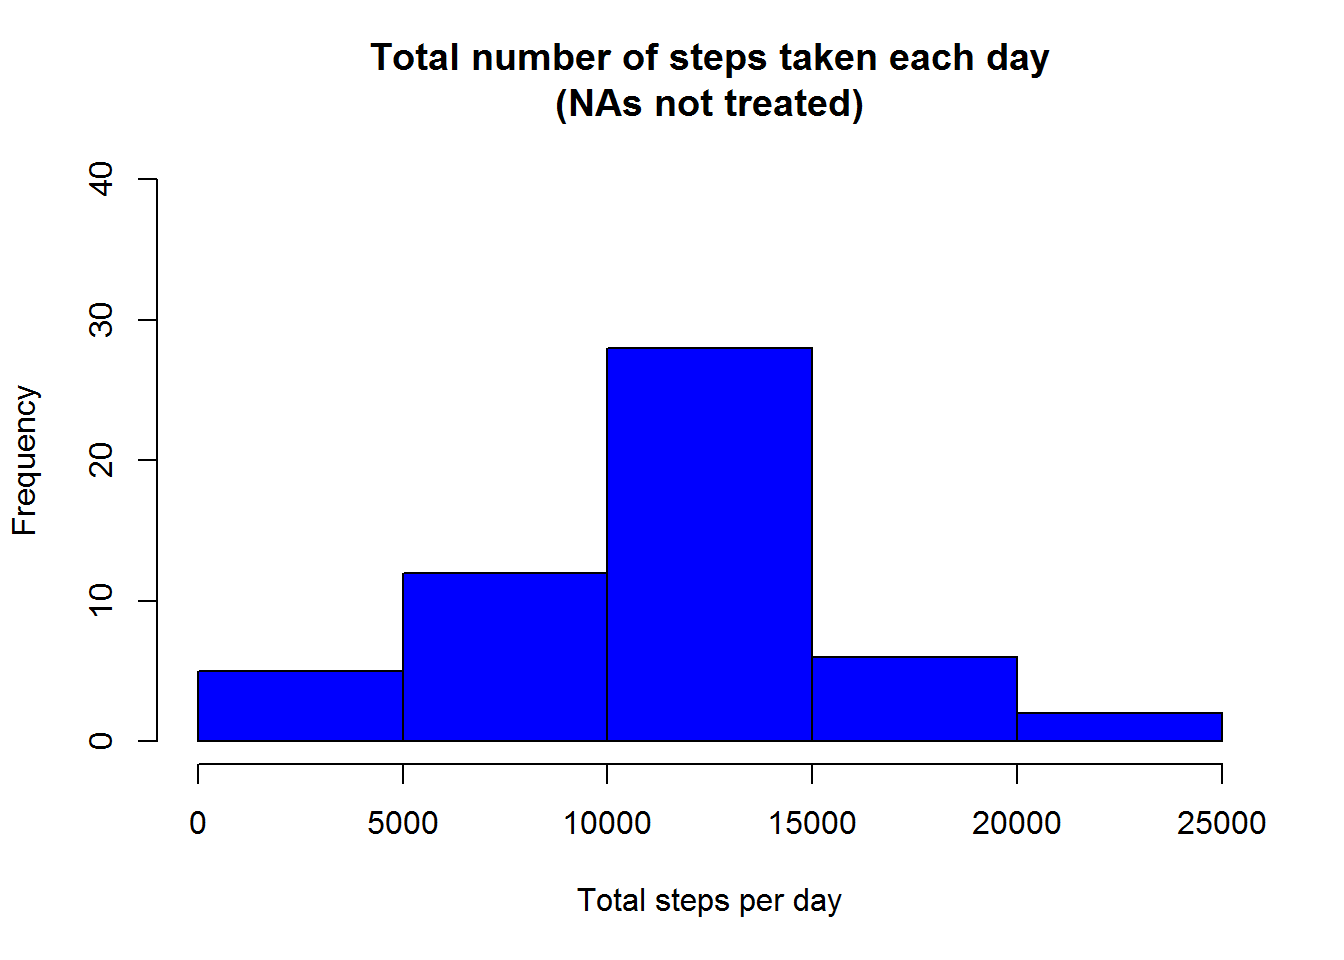 Total number of steps taken each day
(NAs not treated)
40
30
20
10
0
Frequency
0 5000 10000 15000 20000 25000
Total steps per day